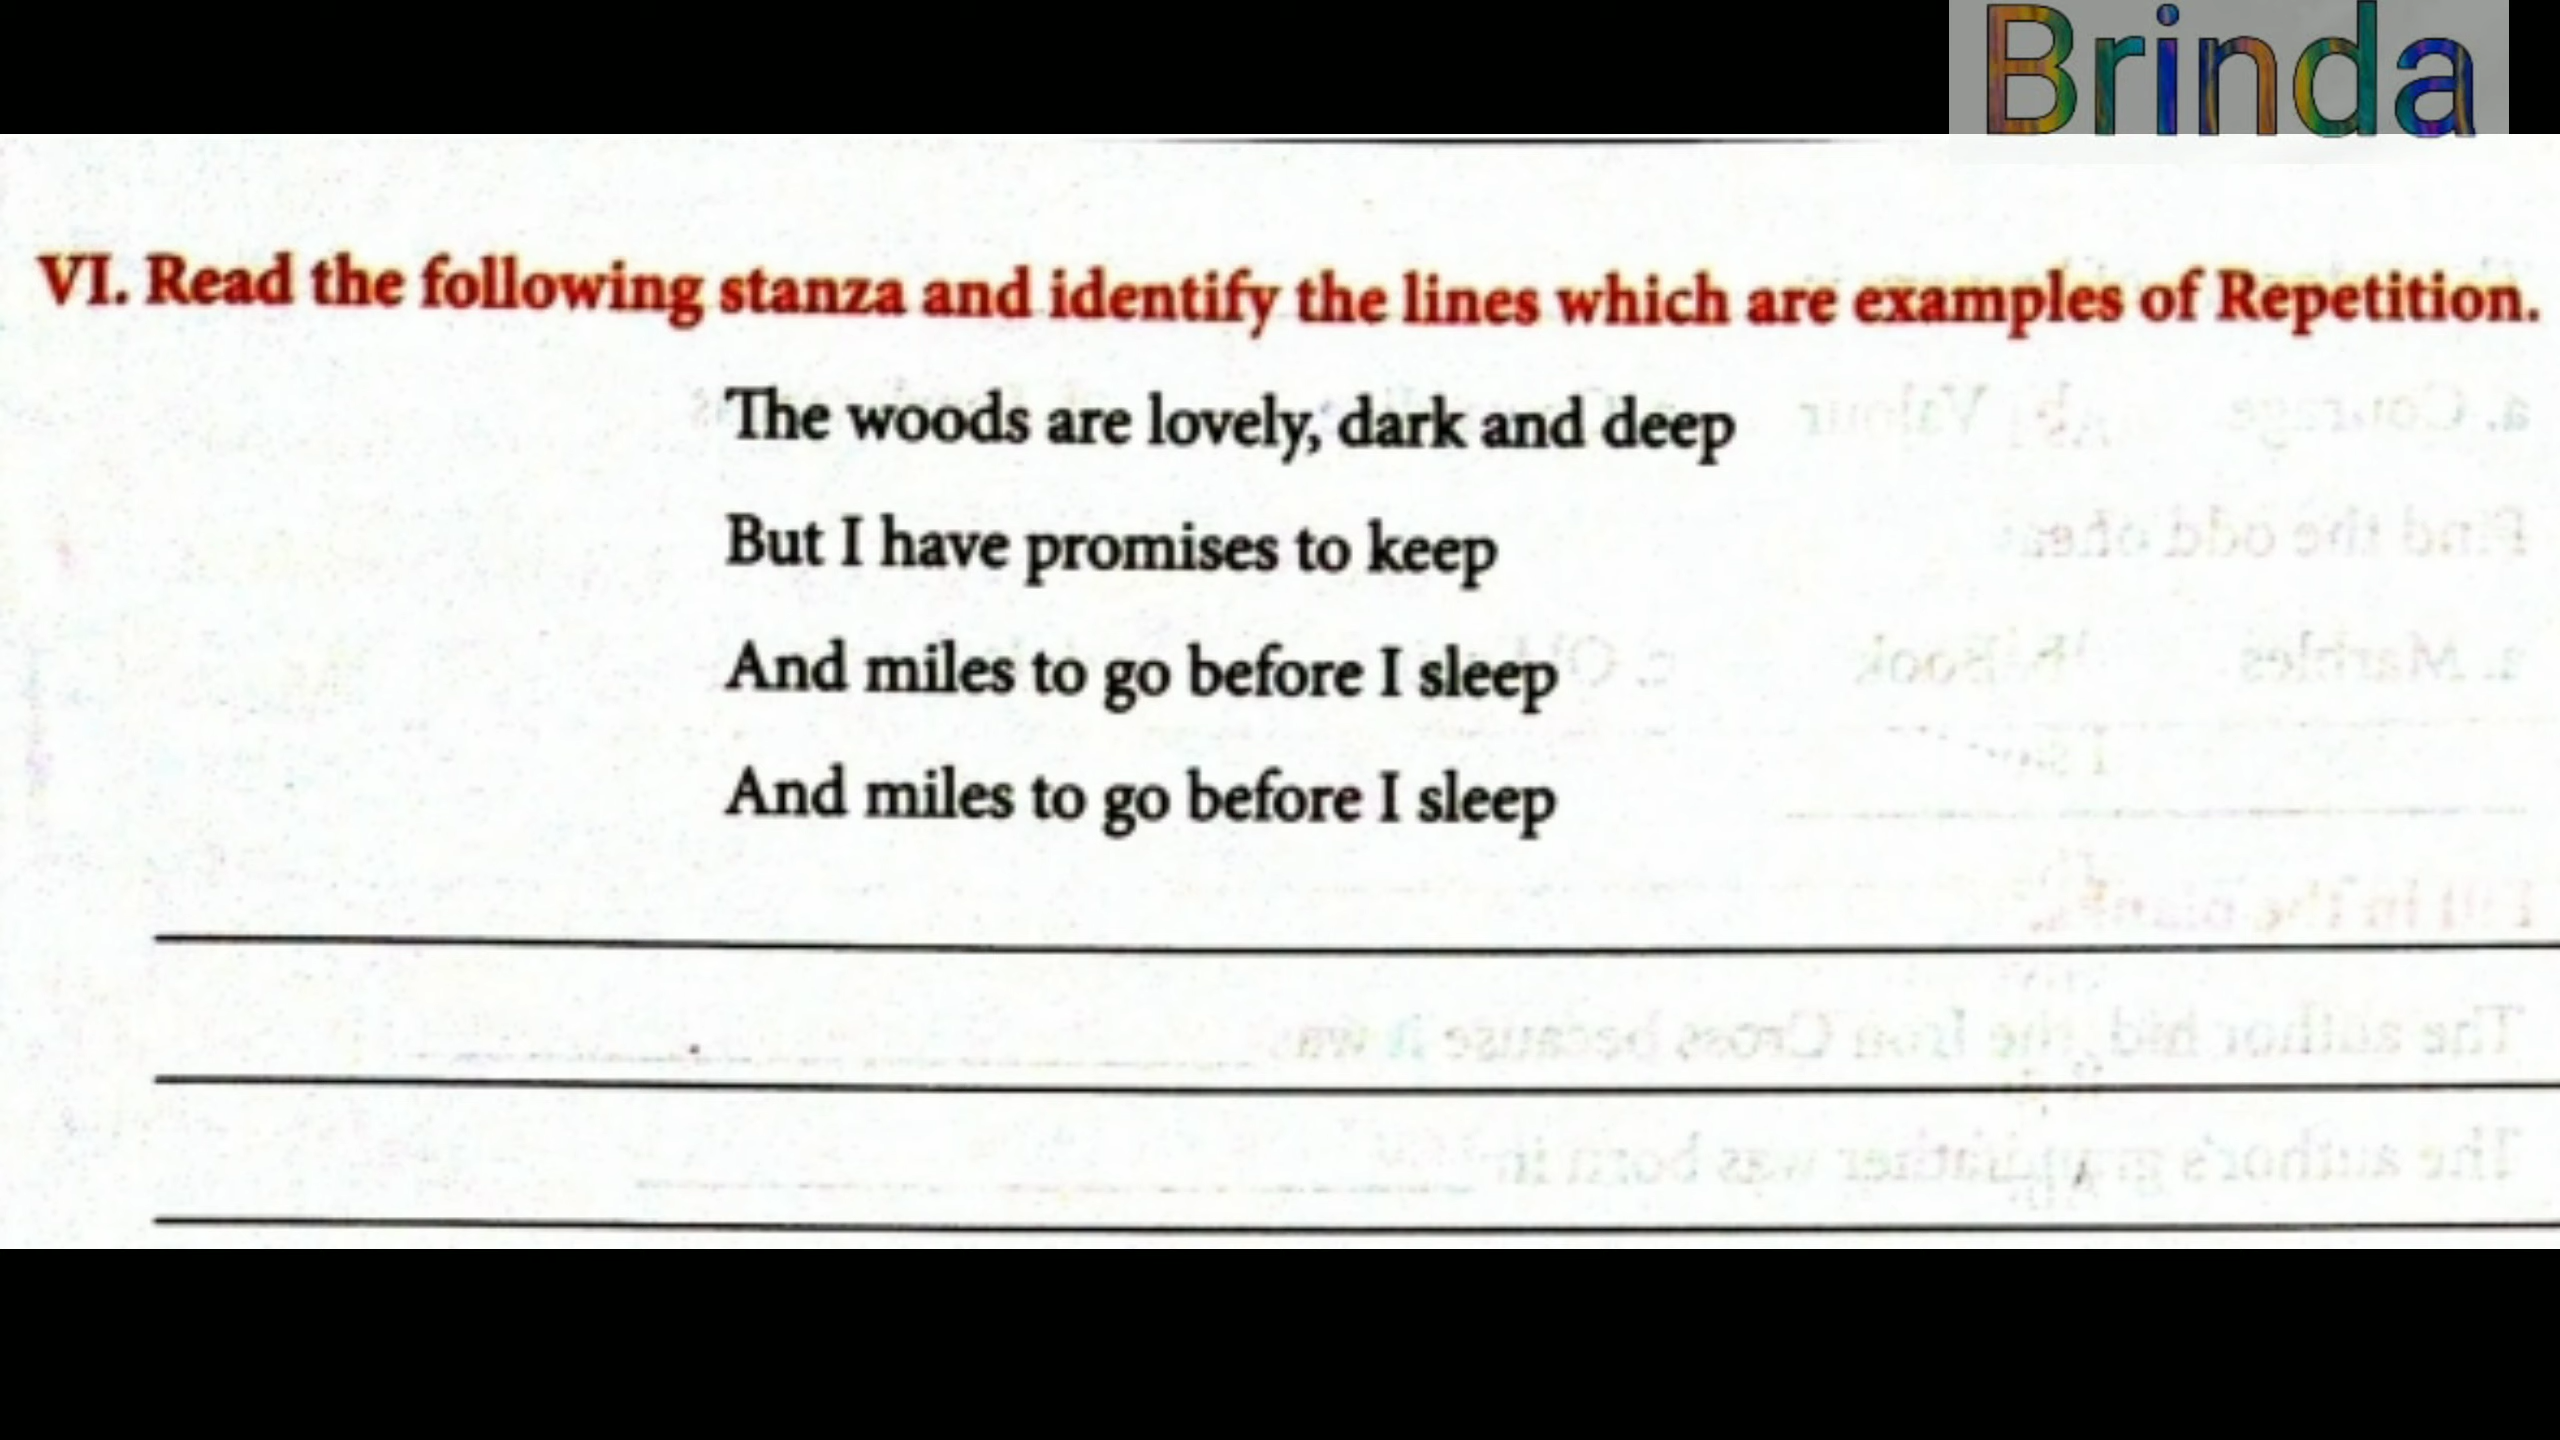 Brinda
VI. Read the following stanza and identify the lines which are examples of Repetition.
The woods are lovely, dark and deep
But I have promises to keep
And miles to go before I sleep
And miles to go before I sleep